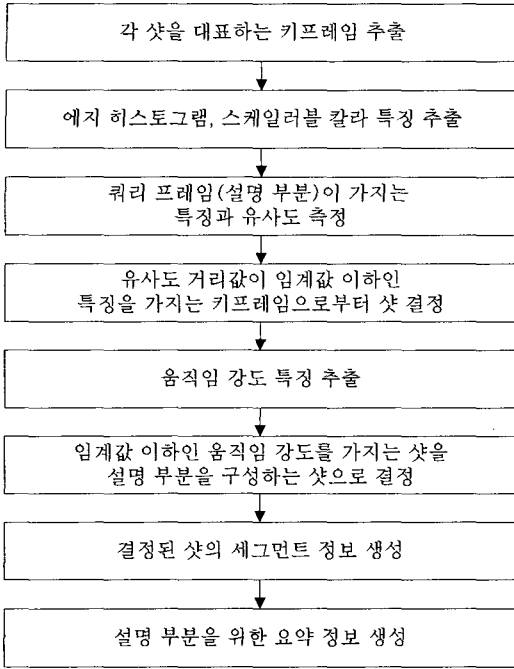 각 샷을 대표하는 키프레임 추출
에지 히스토그램, 스케일러블 칼라 특징 추출
쿼리 프레임(설명 부분)이 가지는
특징과 유사도 측정
유사도 거리값이 임계값 이하인
특징을 가지는 키프레임으로부터 샷 결정
움직임 강도 특징 추출
임계값 이하인 움직임 강도를 가지는 샷을
설명 부분을 구성하는 샷으로 결정
결정된 샷의 세그먼트 정보 생성
설명 부분을 위한 요약 정보 생성